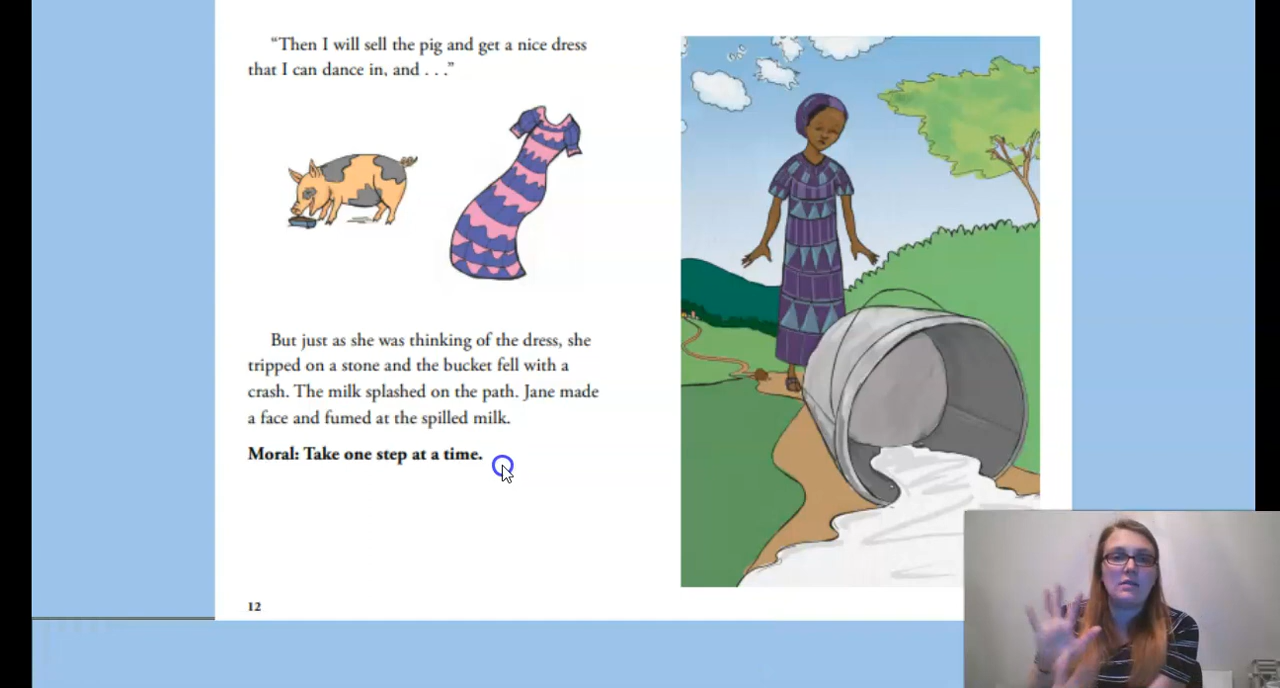 “Then I will sell the pig and get a nice dress
that I can dance in, and . . .”
But just as she was thinking of the dress, she
tripped on a stone and the bucket fell with a
crash. The milk splashed on the path. Jane made
a face and fumed at the spilled milk.
Moral: Take one step at a time.
12